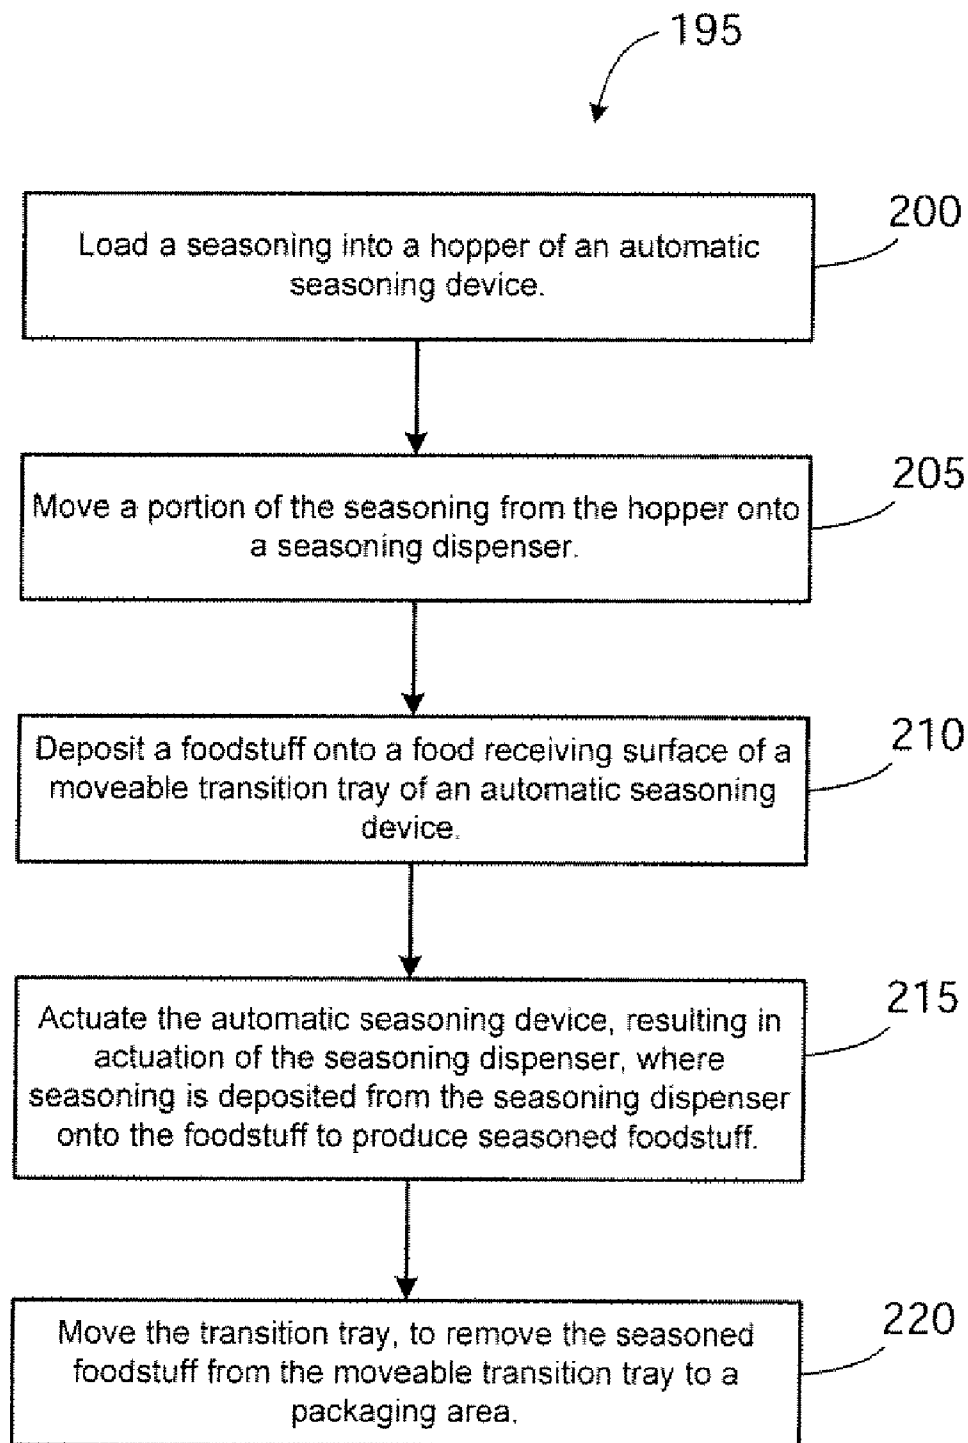 195
200
Load a seasoning into a hopper of an automatic
seasoning device.
205
Move a portion of the seasoning from the hopper onto
a seasoning dispenser.
210
Deposit a foodstuff onto a food receiving surface of a
moveable transition tray of an automatic seasoning
device.
215
Actuate the automatic seasoning device, resulting in
actuation of the seasoning dispenser, where
seasoning is deposited from the seasoning dispenser
onto the foodstuff to produce seasoned foodstuff.
220
Move the transition tray, to remove the seasoned
foodstuff from the moveable transition tray to a
packaging area.